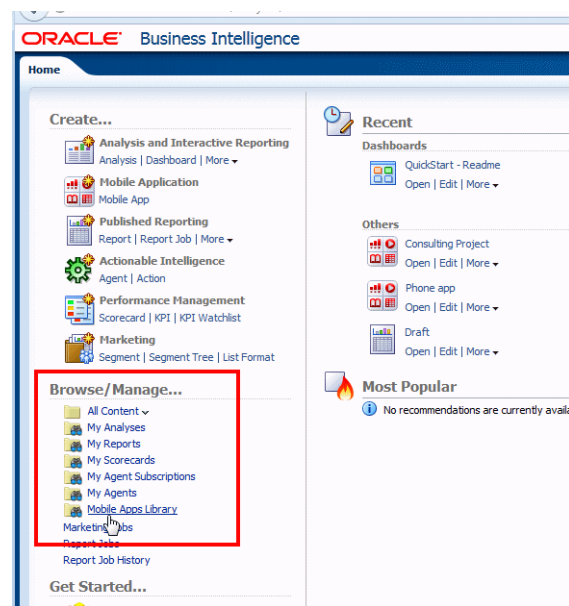 ORACLE Business Intelligence
Home
Create...
Analysis and Interactive Reporting
Analysis | Dashboard | More
Mobile Application
Mobile App
Published Reporting
Report | Report Job | More
Actionable Intelligence
Agent | Action
Performance Management
Scorecard | KPI | KPI Watchlist
Marketing
Segment | Segment Tree | List Format
Browse/Manage...
All Content
My Analyses
My Reports
My Scorecards
My Agent Subscriptions
My Agents
Mobile Apps Library
Marketing Jobs
Report Jobs
Report Job History
Get Started...
Recent
Dashboards
QuickStart - Readme
Open | Edit | More
Others
Consulting Project
Open | Edit | More
Phone app
Open | Edit | More
Draft
Open | Edit | More
Most Popular
No recommendations are currently availa